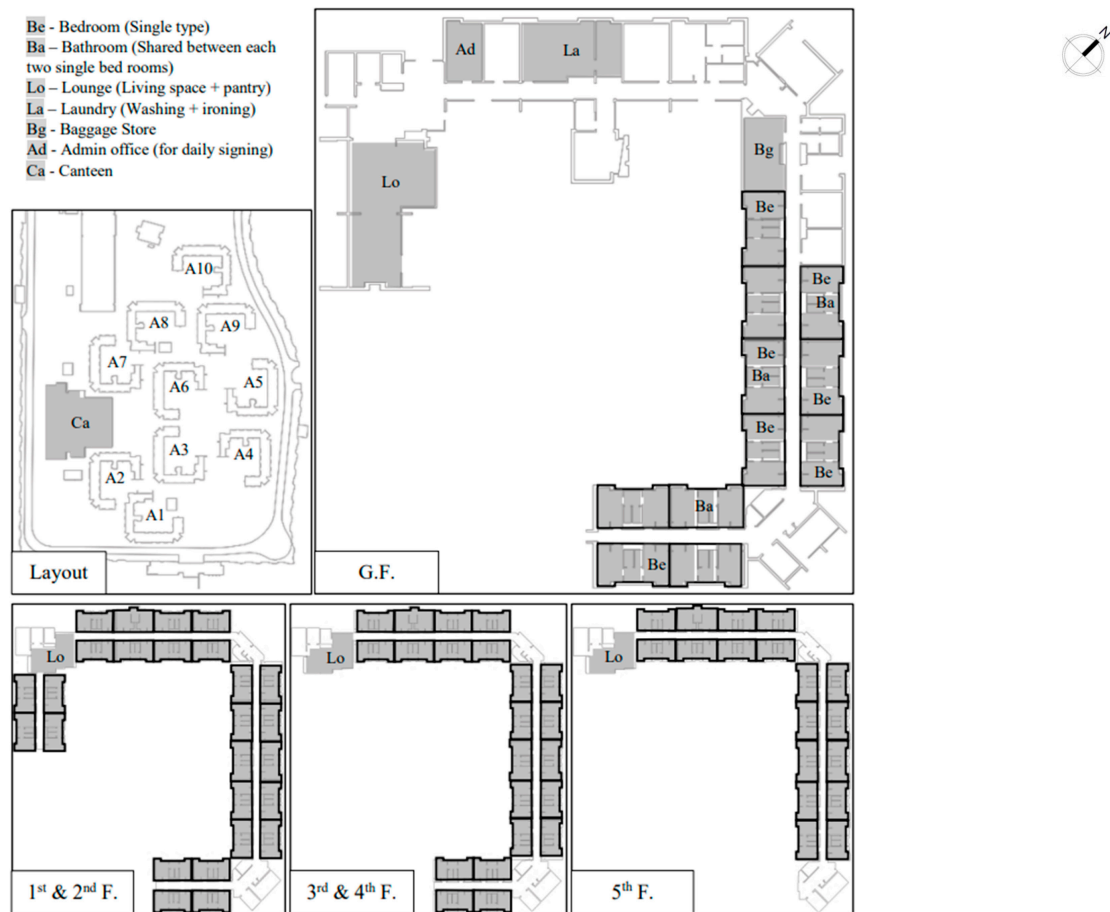 Be - Bedroom (Single type)
Ba – Bathroom (Shared between each
two single bed rooms)
Lo – Lounge (Living space + pantry)
La – Laundry (Washing + ironing)
Bg - Baggage Store
Ad - Admin office (for daily signing)
Ca - Canteen
N
Ad
La
Lo
Bg
Be
Be
Ba
Be
Ba
Be
Be
Be
Ba
Be
G.F.
A10
A8
A9
A7
A6
A5
Ca
A3
A4
A2
A1
Layout
Lo
1st & 2nd F.
Lo
3rd & 4th F.
Lo
5th F.